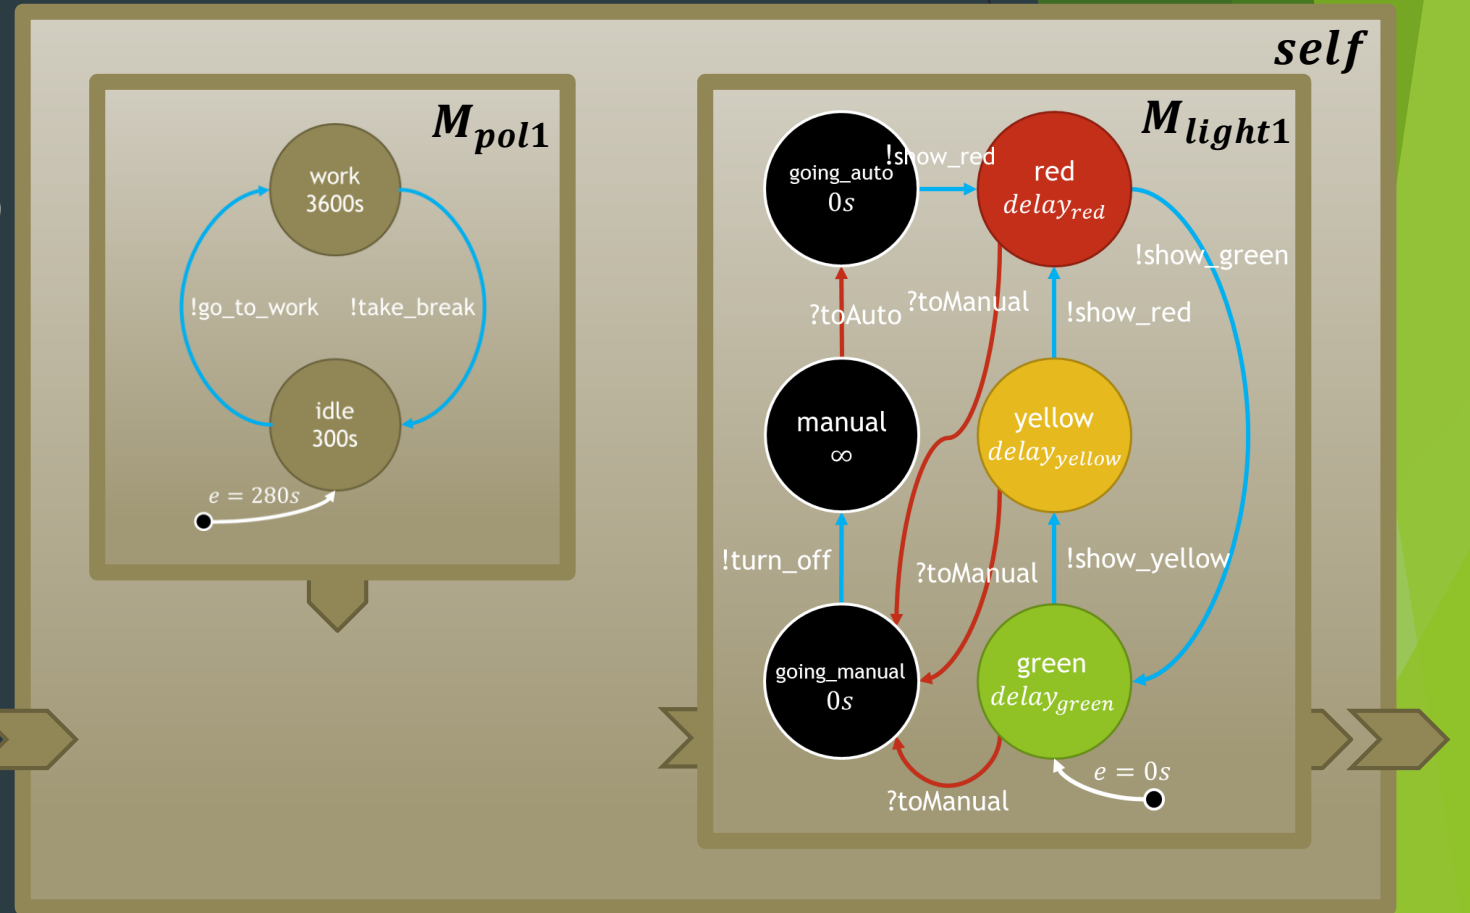 self
M_pol1
work
3600s
!go_to_work
!take_break
idle
300s
e = 280s
M_light1
going_auto
0s
!show_red
red
delay_red
!show_green
?toAuto
?toManual
!show_red
manual
∞
yellow
delay_yellow
!turn_off
?toManual
!show_yellow
going_manual
0s
green
delay_green
?toManual
e = 0s